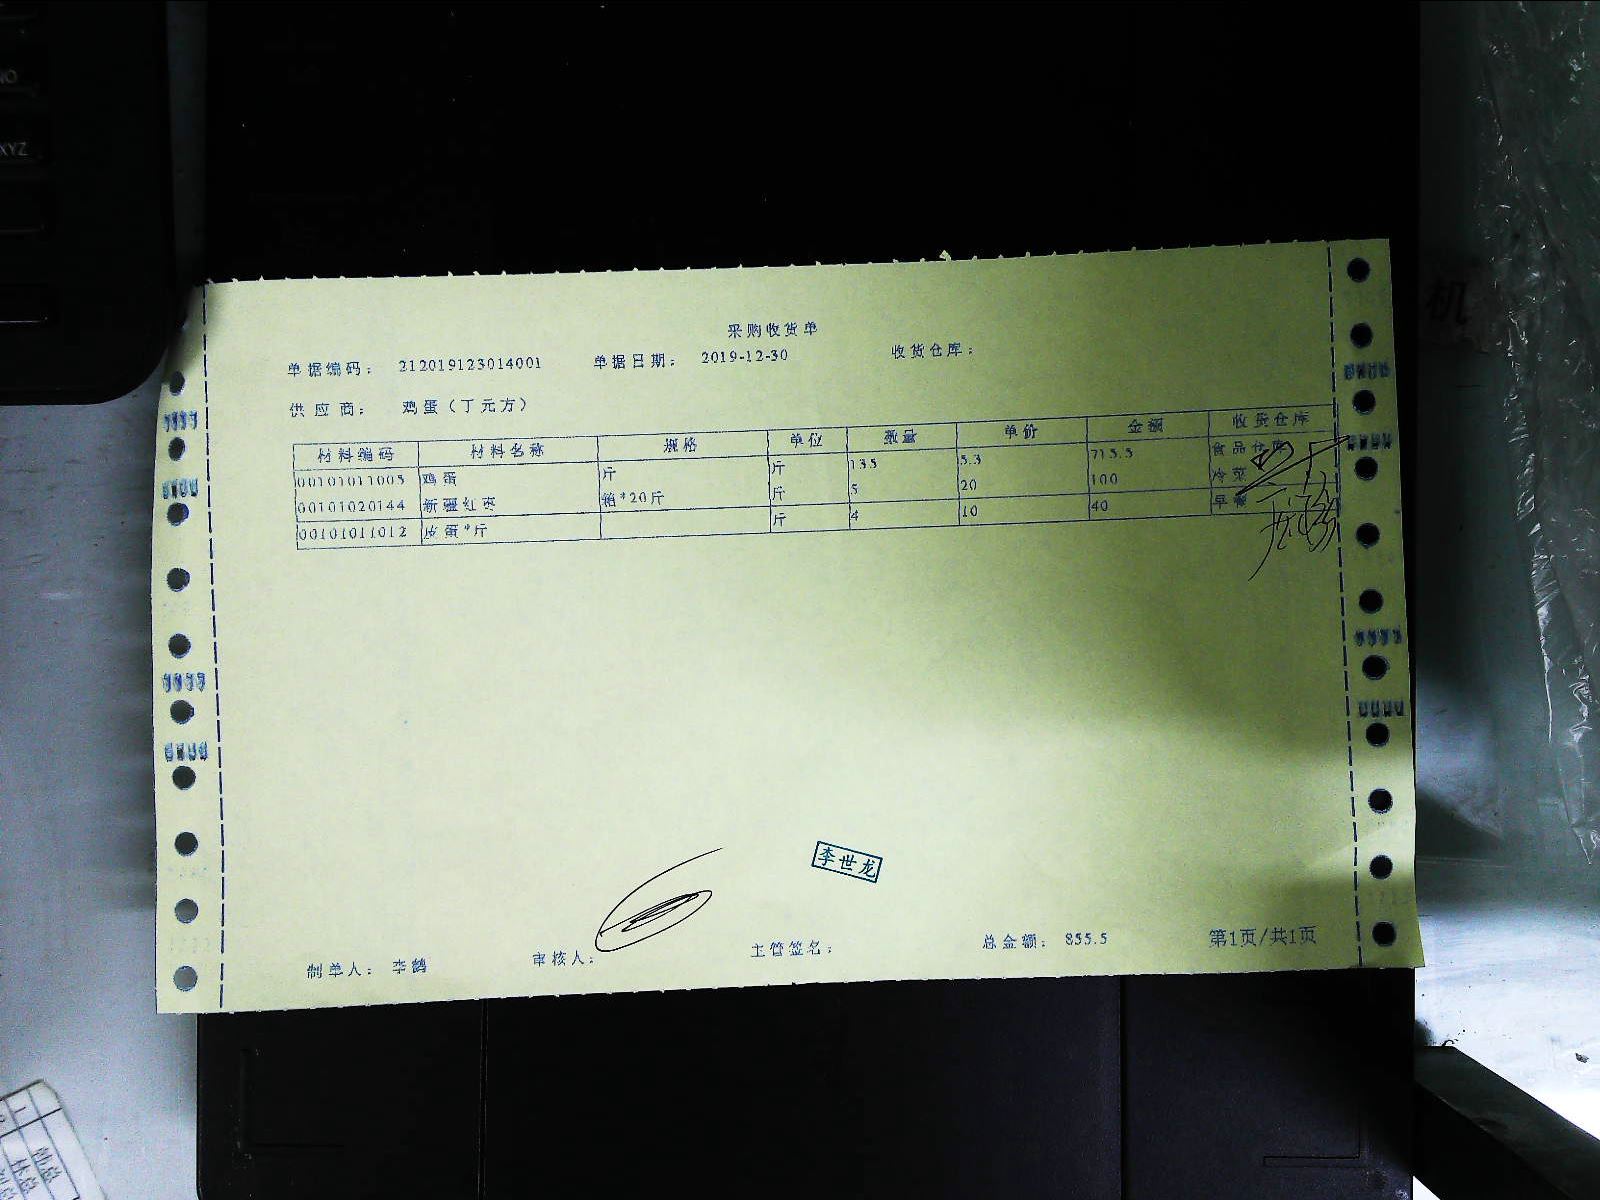 采购收货单
单据编码： 212019123014001 单据日期： 2019-12-30 收货仓库：
供应商： 鸡蛋（丁元方）
材料编码 材料名称 规格 单位 数量 单价 金额 收货仓库
00101011005 鸡蛋 斤 斤 135 5.3 715.5 食品仓库
00101020144 新疆红枣 箱*20斤 斤 5 20 100 冷菜
00101011012 皮蛋*斤 斤 4 10 40 早餐
李世龙
制单人： 李鹤 审核人： 主管签名： 总金额： 855.5 第1页/共1页
NO
XYZ
机